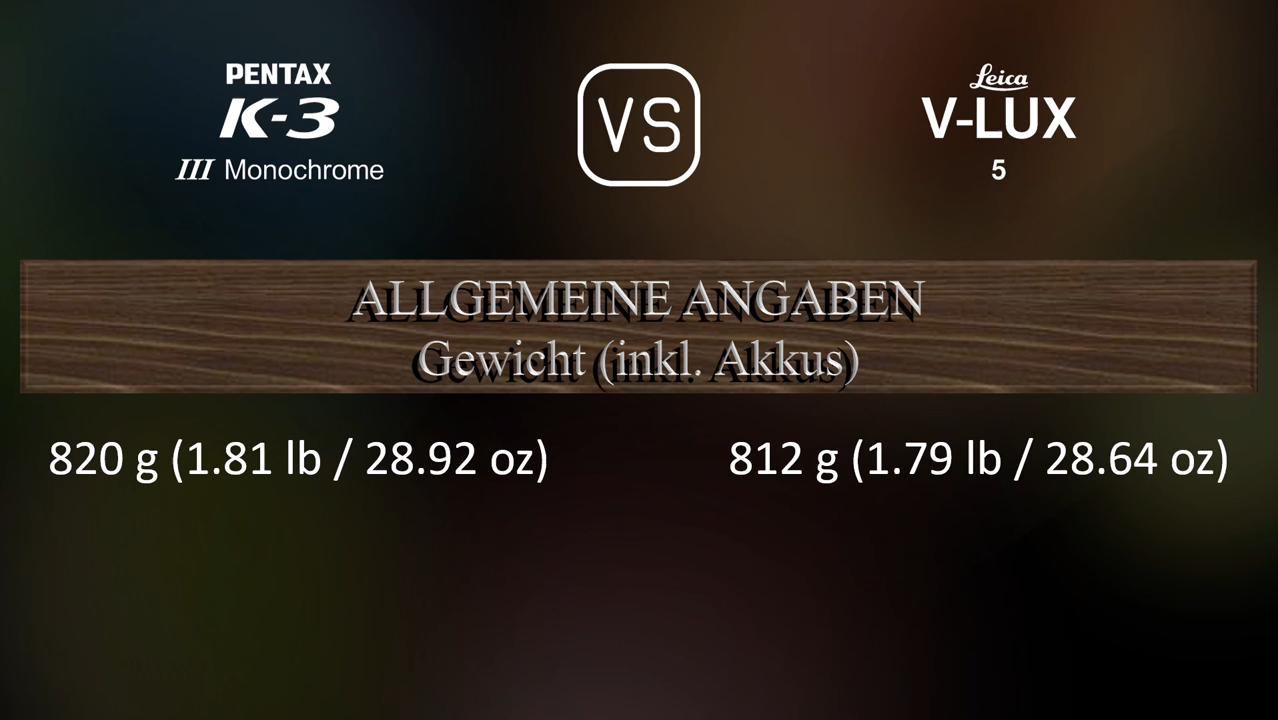 PENTAX
K-3
III Monochrome
VS
Leica
V-LUX
5
ALLGEMEINE ANGABEN
Gewicht (inkl. Akkus)
820 g (1.81 lb / 28.92 oz)
812 g (1.79 lb / 28.64 oz)